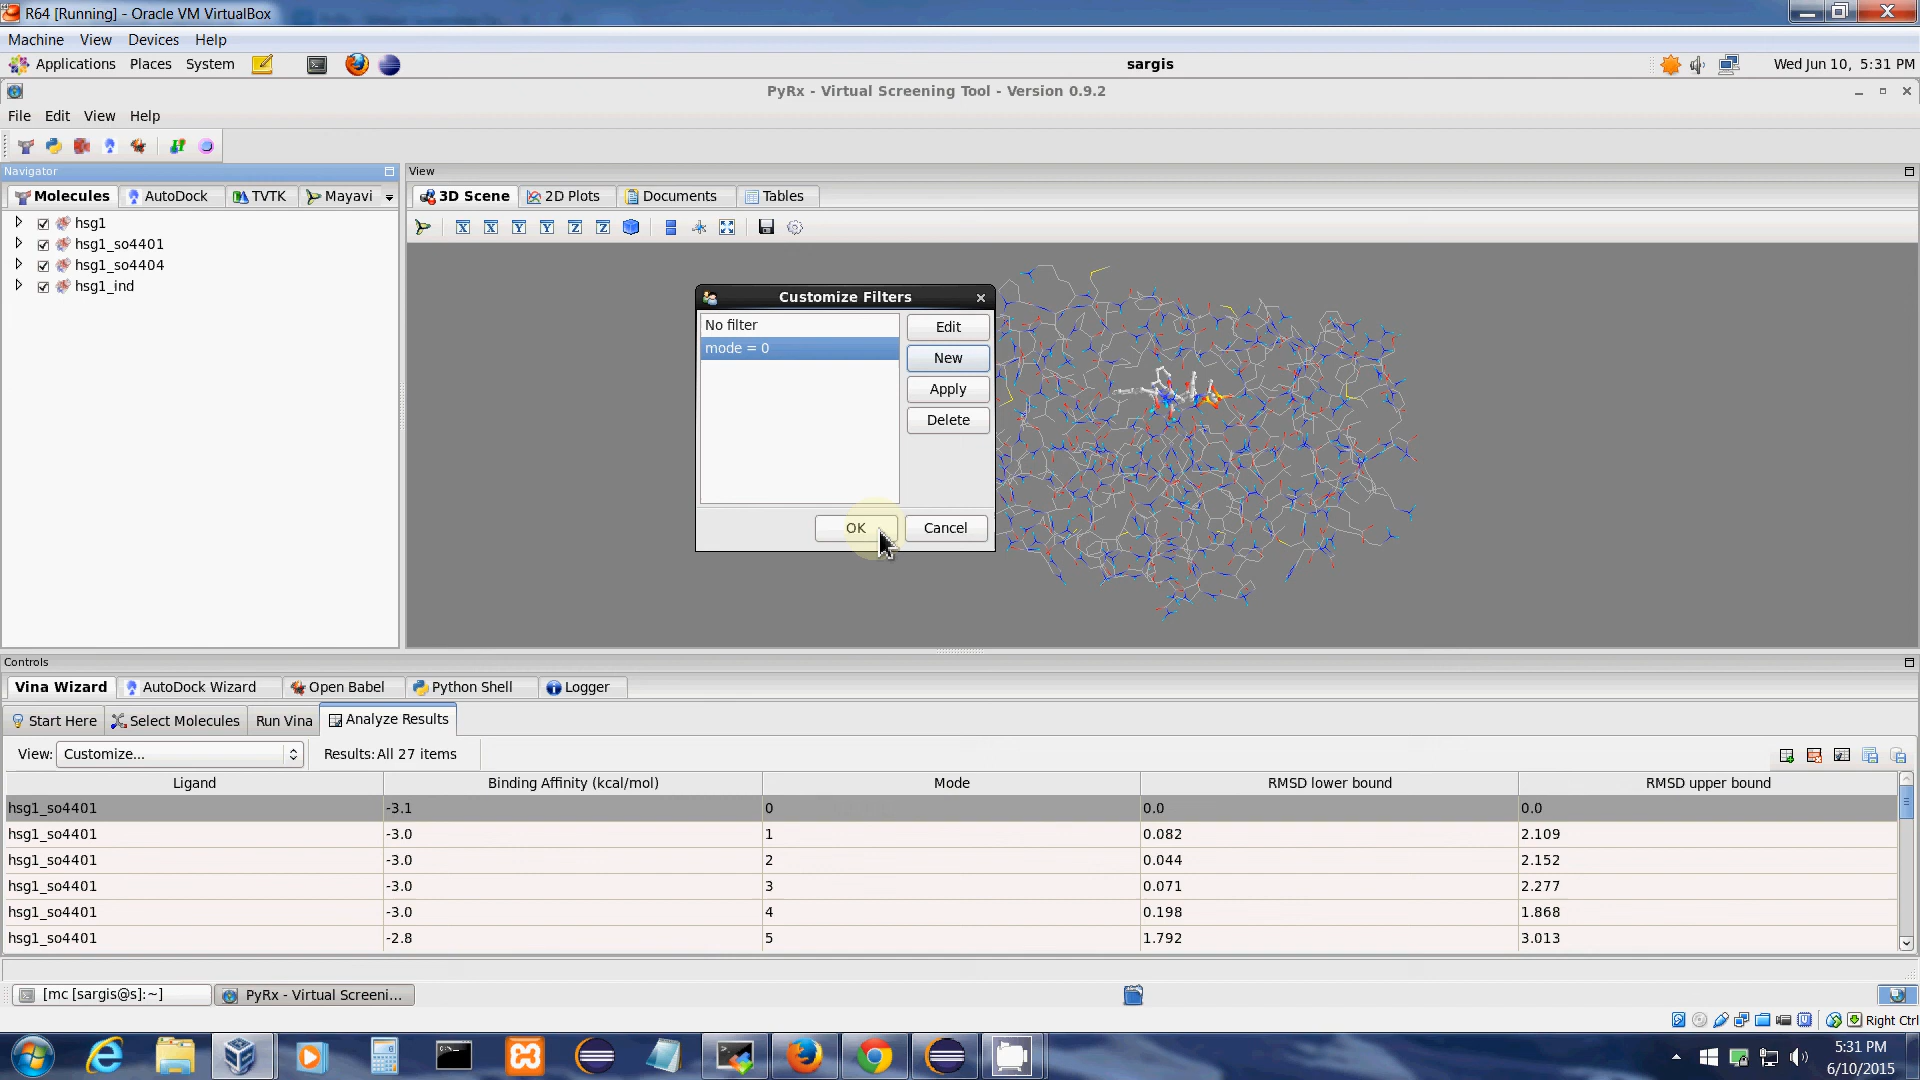 R64 [Running] - Oracle VM VirtualBox
Machine View Devices Help
Applications Places System sargis Wed Jun 10, 5:31 PM
PyRx - Virtual Screening Tool - Version 0.9.2
File Edit View Help
Navigator View
Molecules AutoDock TVTK Mayavi 3D Scene 2D Plots Documents Tables
hsg1
hsg1_so4401
hsg1_so4404
hsg1_ind
X X Y Y Z Z
Customize Filters
No filter
mode = 0
Edit
New
Apply
Delete
OK Cancel
Controls
Vina Wizard AutoDock Wizard Open Babel Python Shell Logger
Start Here Select Molecules Run Vina Analyze Results
View: Customize... Results: All 27 items
Ligand Binding Affinity (kcal/mol) Mode RMSD lower bound RMSD upper bound
hsg1_so4401 -3.1 0 0.0 0.0
hsg1_so4401 -3.0 1 0.082 2.109
hsg1_so4401 -3.0 2 0.044 2.152
hsg1_so4401 -3.0 3 0.071 2.277
hsg1_so4401 -3.0 4 0.198 1.868
hsg1_so4401 -2.8 5 1.792 3.013
[mc [sargis@s]:~] PyRx - Virtual Screeni...
Right Ctrl
5:31 PM
6/10/2015